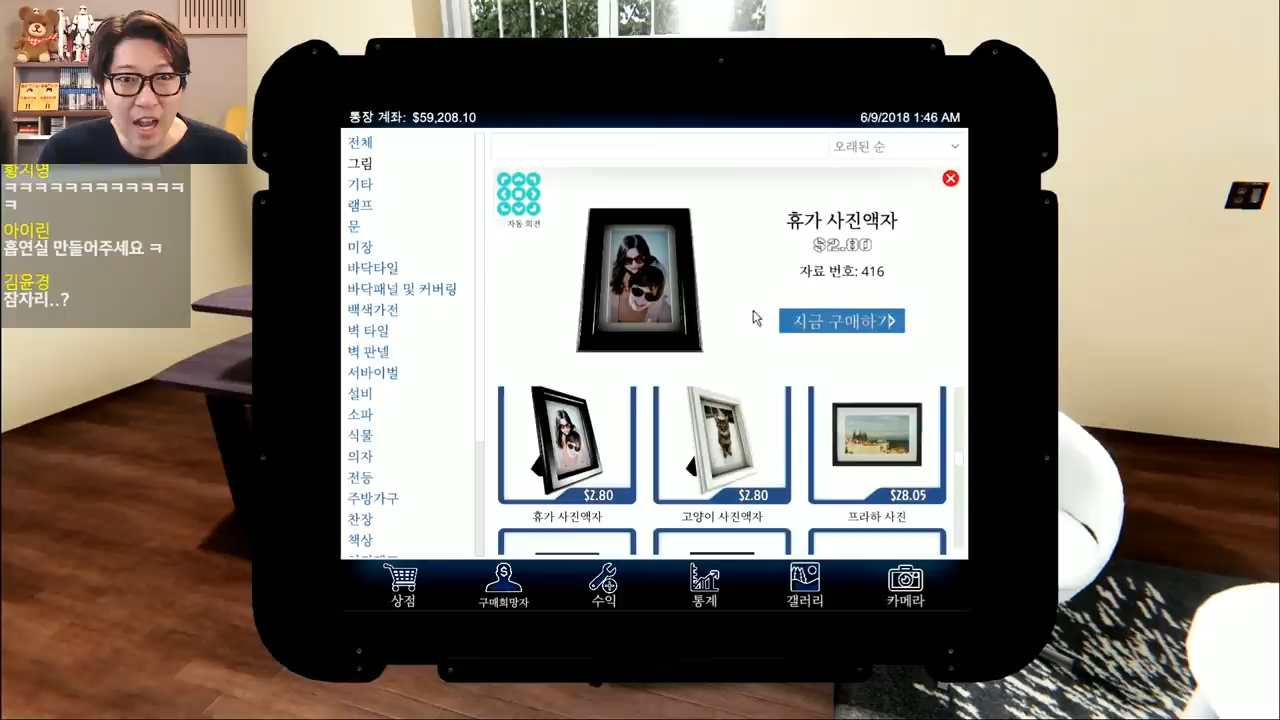 통장 계좌: $59,208.10
6/9/2018 1:46 AM
전체
그림
기타
램프
문
미장
바닥타일
바닥패널 및 커버링
백색가전
벽 타일
벽 판넬
서바이벌
설비
소파
식물
의자
전등
주방가구
찬장
책상
오래된 순
자동 회전
휴가 사진액자
$2.80
자료 번호: 416
지금 구매하기
$2.80
$2.80
$28.05
휴가 사진액자
고양이 사진액자
프라하 사진
상점
구매희망자
수익
통계
갤러리
카메라
황지영
ㅋㅋㅋㅋㅋㅋㅋㅋㅋㅋㅋㅋ
ㅋ
아이린
흡연실 만들어주세요 ㅋ
김윤경
잠자리..?